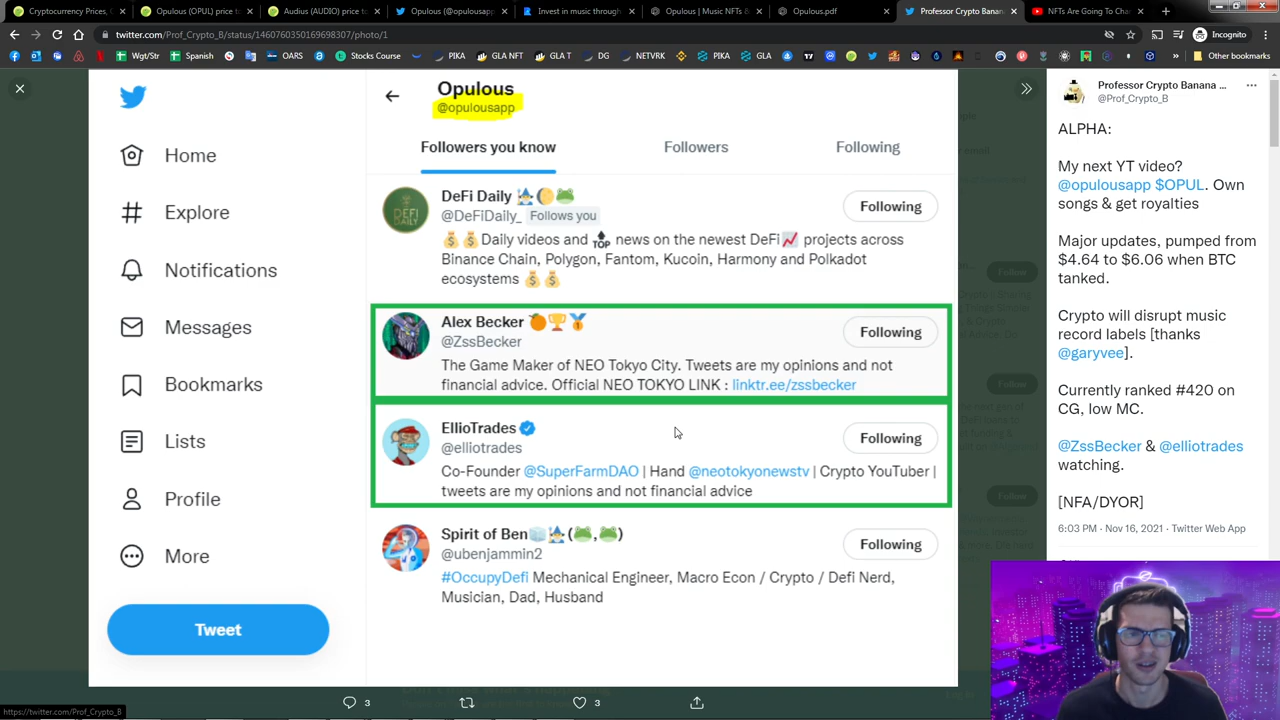 Cryptocurrency Prices,
Opulous (OPUL) price t
Audius (AUDIO) price t
Opulous (@opulousapp
Invest in music through
Opulous | Music NFTs &
Opulous.pdf
Professor Crypto Bana
NFTs Are Going To Cha
twitter.com/Prof_Crypto_B/status/1460760350169698307/photo/1
Incognito
Wgt/Str
Spanish
OARS
Stocks Course
PIKA
GLA NFT
GLA T
DG
NETVRK
PIKA
GLA
Other bookmarks
Opulous
@opulousapp
Followers you know
Followers
Following
Home
Explore
Notifications
Messages
Bookmarks
Lists
Profile
More
Tweet
DeFi Daily 🧙‍♂️🌔🐸
@DeFiDaily_ Follows you
Following
💰💰Daily videos and 🔝 news on the newest DeFi📈 projects across
Binance Chain, Polygon, Fantom, Kucoin, Harmony and Polkadot
ecosystems 💰💰
Alex Becker 🍊🏆🥇
@ZssBecker
Following
The Game Maker of NEO Tokyo City. Tweets are my opinions and not
financial advice. Official NEO TOKYO LINK : linktr.ee/zssbecker
EllioTrades
@elliotrades
Following
Co-Founder @SuperFarmDAO | Hand @neotokyonewstv | Crypto YouTuber |
tweets are my opinions and not financial advice
Spirit of Ben🧊🧙‍♂️(🐸,🐸)
@ubenjammin2
Following
#OccupyDefi Mechanical Engineer, Macro Econ / Crypto / Defi Nerd,
Musician, Dad, Husband
3
3
Professor Crypto Banana ...
@Prof_Crypto_B
ALPHA:
My next YT video?
@opulousapp $OPUL. Own
songs & get royalties
Major updates, pumped from
$4.64 to $6.06 when BTC
tanked.
Crypto will disrupt music
record labels [thanks
@garyvee].
Currently ranked #420 on
CG, low MC.
@ZssBecker & @elliotrades
watching.
[NFA/DYOR]
6:03 PM · Nov 16, 2021 · Twitter Web App
https://twitter.com/Prof_Crypto_B